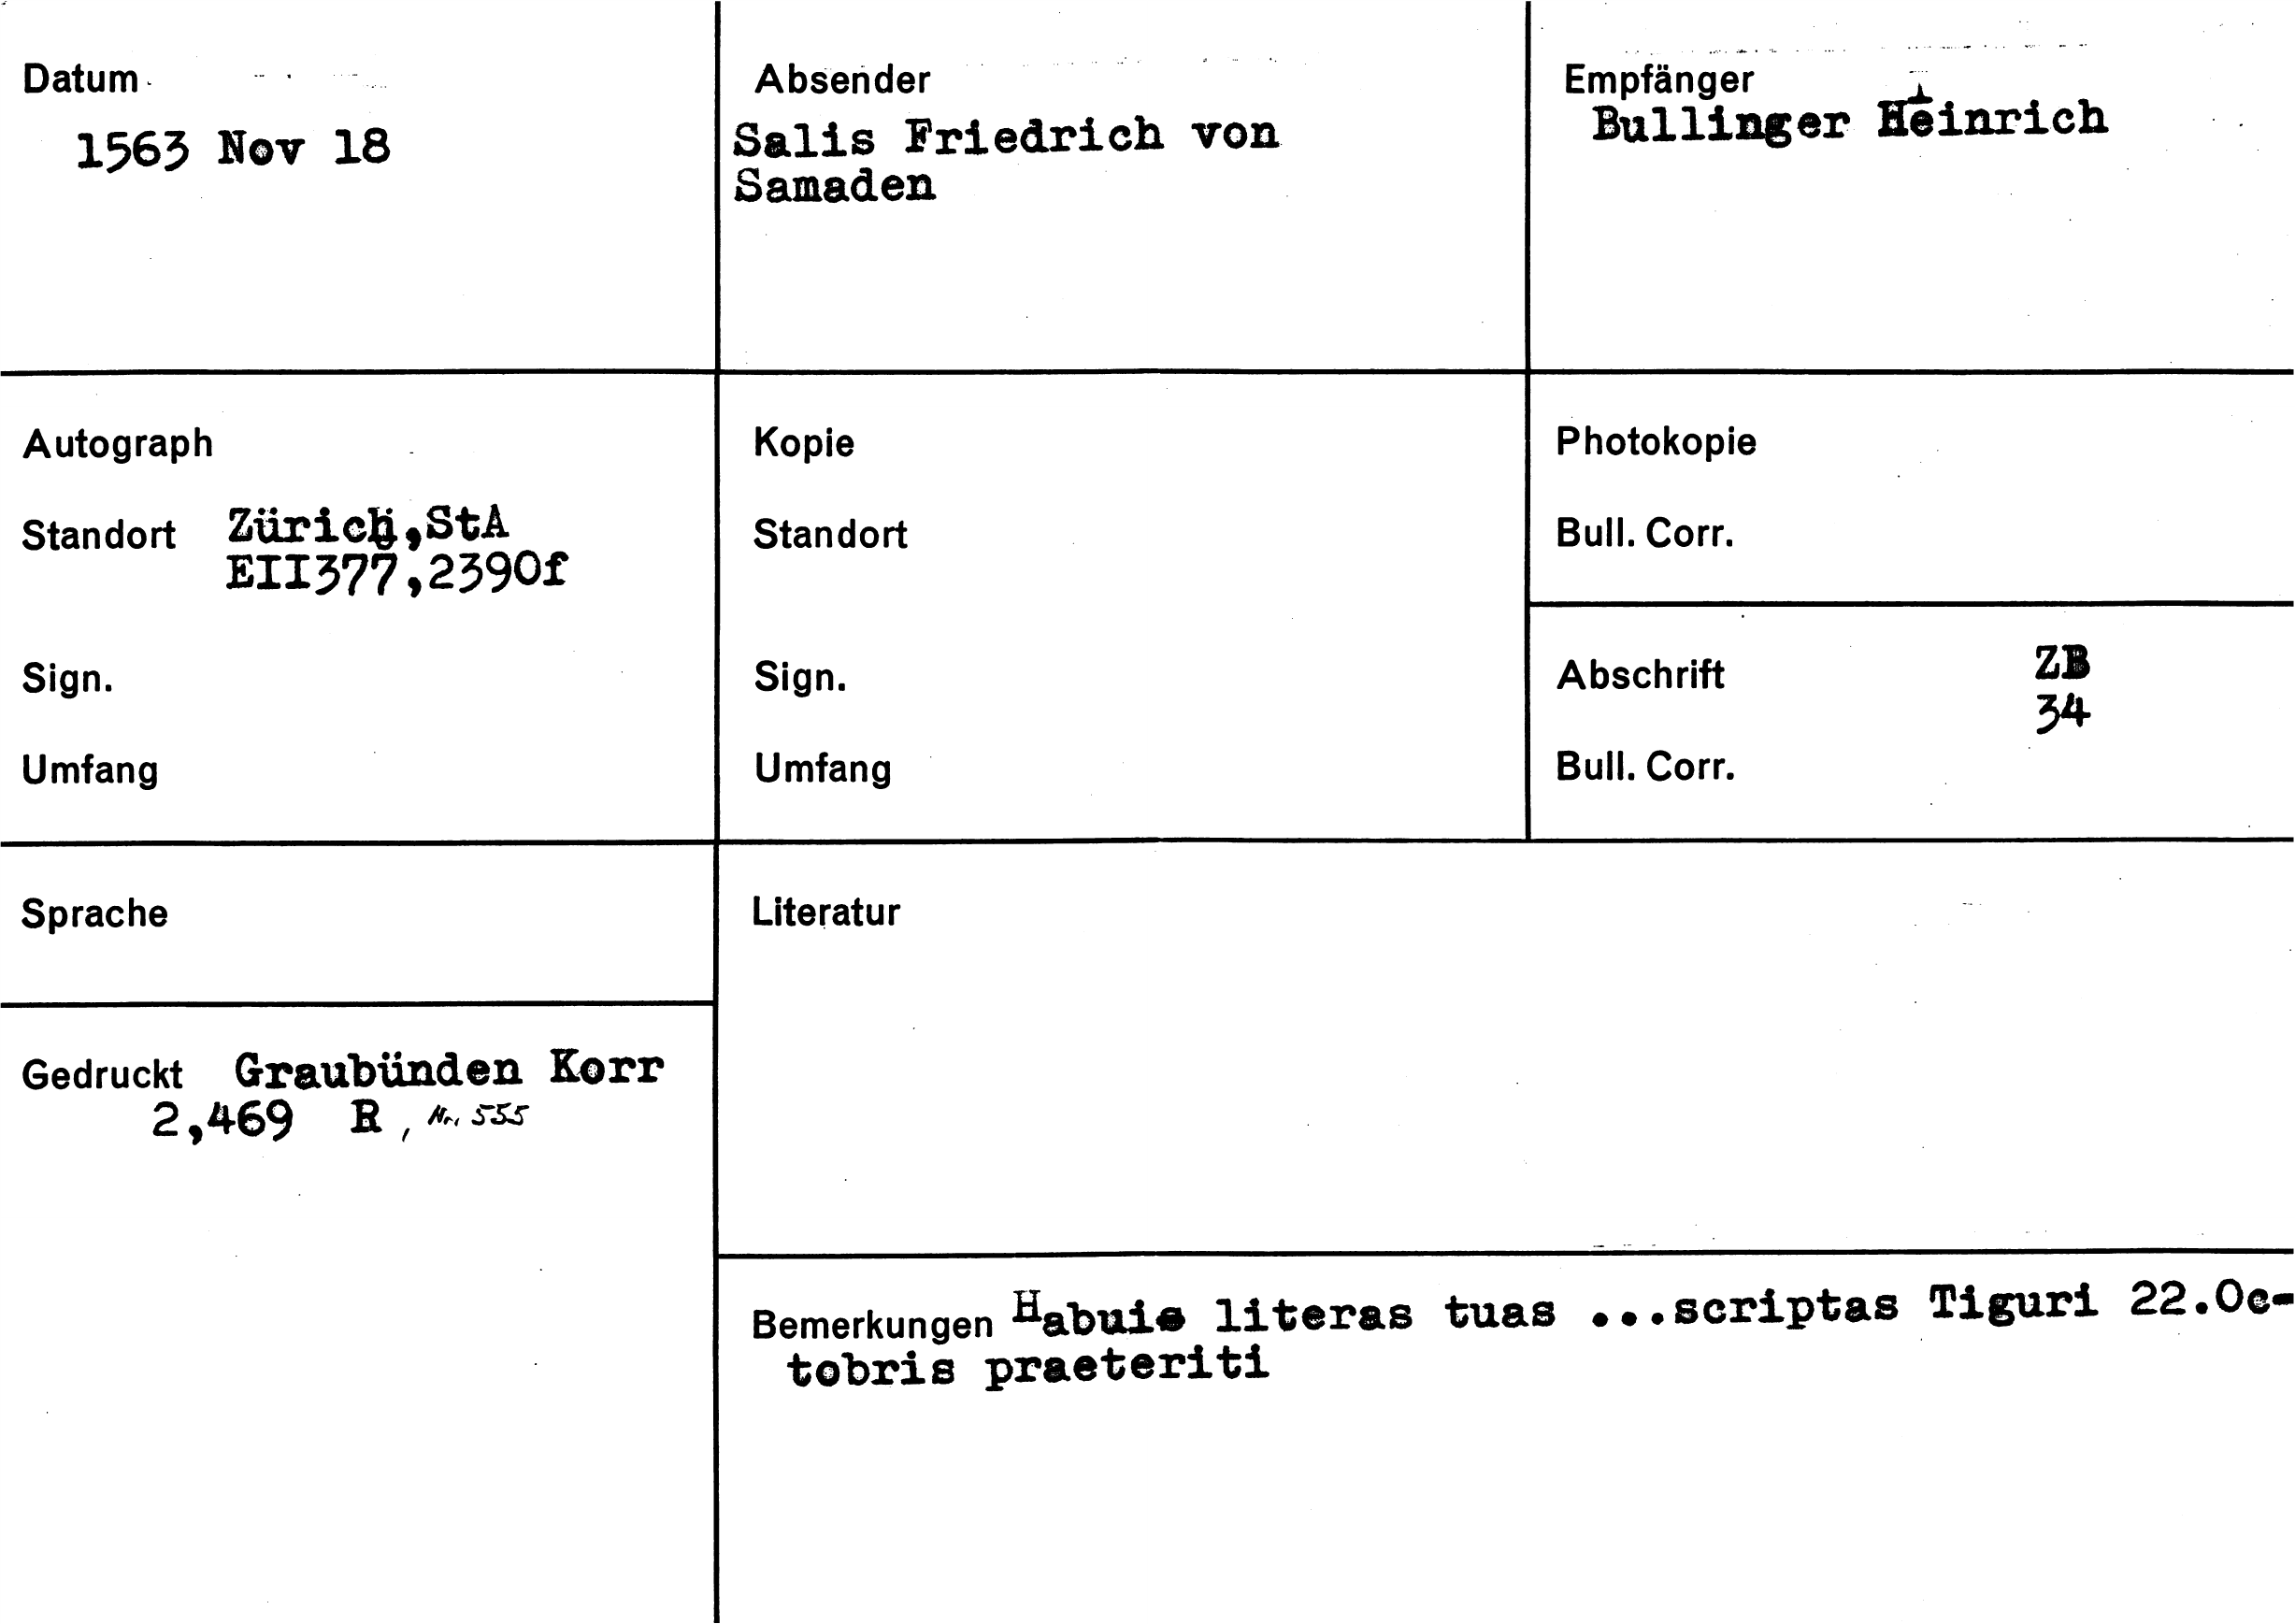 Datum
1563 Nov 18
Absender
Salis Friedrich von
Samaden
Empfänger
Bullinger Heinrich
Autograph
Standort Zürich,StA
EII377,2390f
Sign.
Umfang
Kopie
Standort
Sign.
Umfang
Photokopie
Bull. Corr.
Abschrift ZB
34
Bull. Corr.
Sprache
Gedruckt Graubünden Korr
2,469 R, Nr. 555
Literatur
Bemerkungen Habuis literas tuas ...scriptas Tiguri 22.Oc-
tobris praeteriti